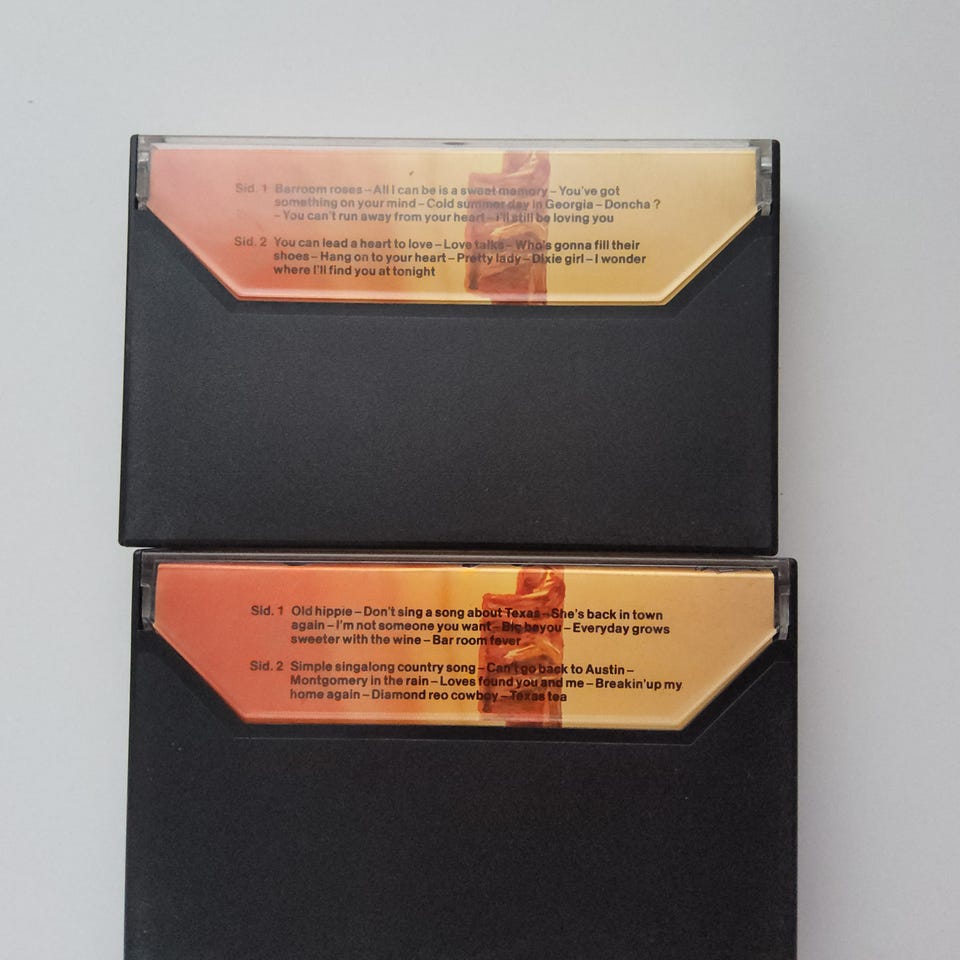 Sid. 1 Barroom roses – All I can be is a sweet memory – You've got
something on your mind – Cold summer day in Georgia – Doncha ?
– You can't run away from your heart – I'll still be loving you
Sid. 2 You can lead a heart to love – Love talks – Who's gonna fill their
shoes – Hang on to your heart – Pretty lady – Dixie girl – I wonder
where I'll find you at tonight
Sid. 1 Old hippie – Don't sing a song about Texas – She's back in town
again – I'm not someone you want – Big bayou – Everyday grows
sweeter with the wine – Bar room fever
Sid. 2 Simple singalong country song – Can't go back to Austin –
Montgomery in the rain – Loves found you and me – Breakin'up my
home again – Diamond reo cowboy – Texas tea